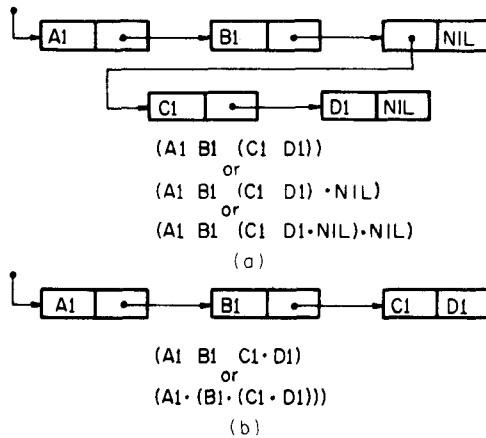 A1 B1 NIL
C1 D1 NIL
(A1 B1 (C1 D1))
or
(A1 B1 (C1 D1)·NIL)
or
(A1 B1 (C1 D1·NIL)·NIL)
(a)
A1 B1 C1 D1
(A1 B1 C1·D1)
or
(A1·(B1·(C1·D1)))
(b)